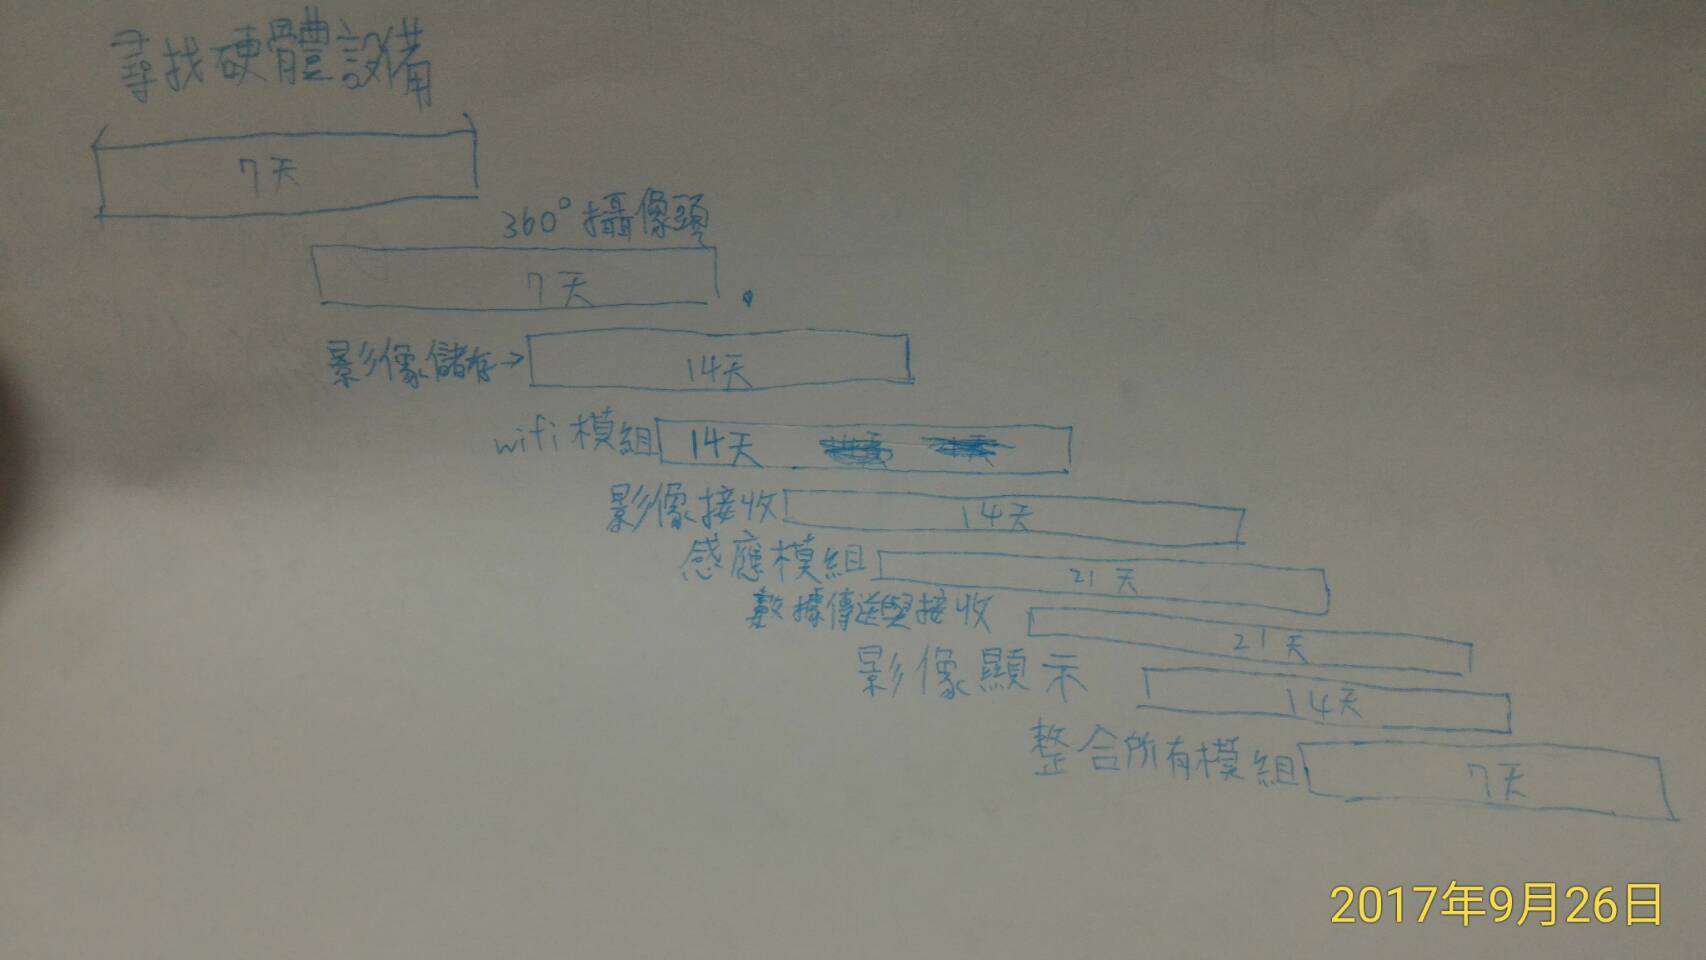 尋找硬體設備
7天
360°攝像頭
7天
影像儲存→
14天
wifi模組
14天
影像接收
14天
感應模組
21天
數據傳送與接收
21天
影像顯示
14天
整合所有模組
7天
2017年9月26日